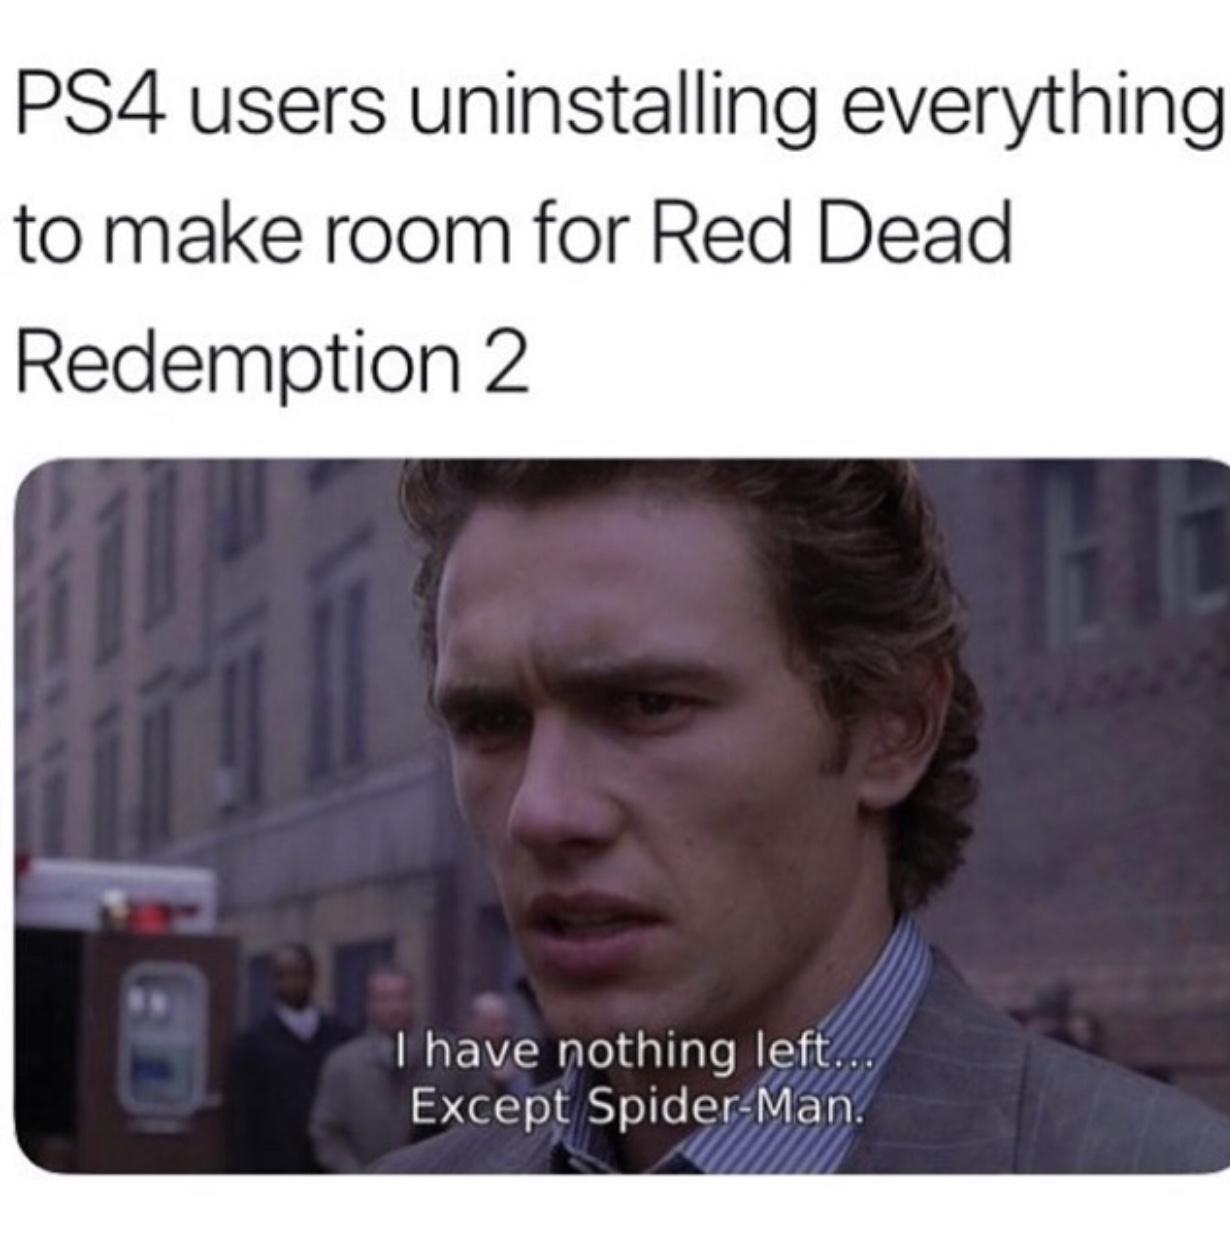 PS4 users uninstalling everything
to make room for Red Dead
Redemption 2
I have nothing left...
Except Spider-Man.